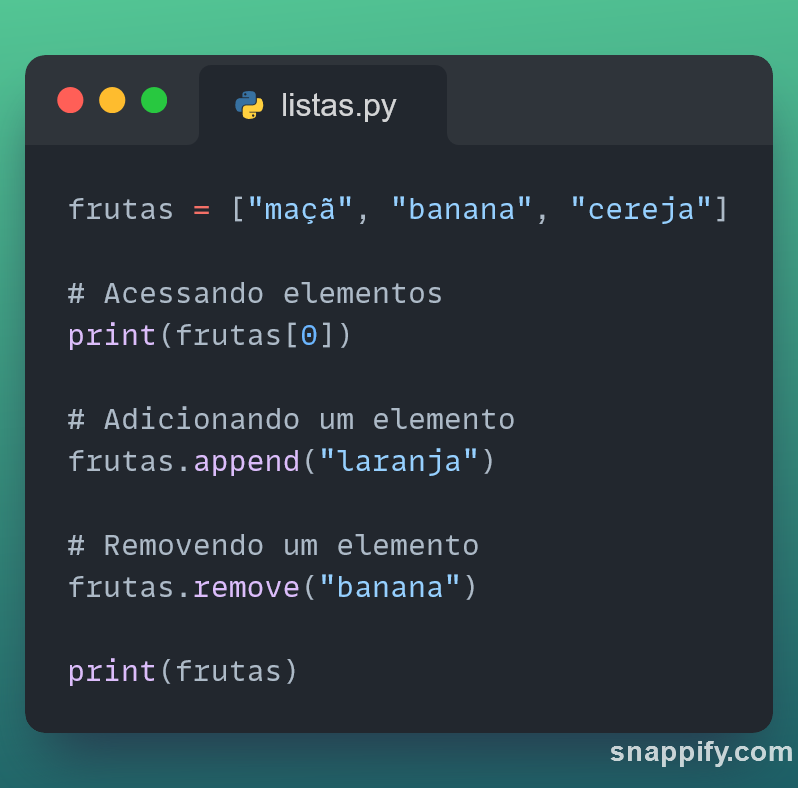 listas.py
frutas = ["maçã", "banana", "cereja"]
# Acessando elementos
print(frutas[0])
# Adicionando um elemento
frutas.append("laranja")
# Removendo um elemento
frutas.remove("banana")
print(frutas)
snappify.com